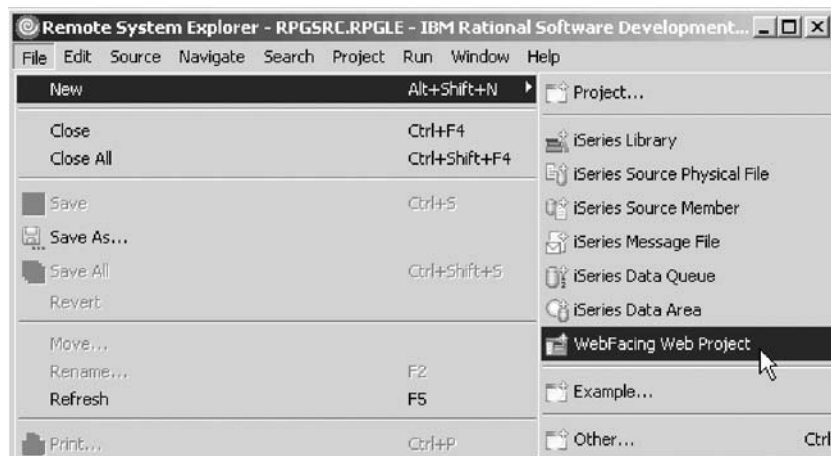 Remote System Explorer - RPGSRC.RPGLE - IBM Rational Software Development...
File Edit Source Navigate Search Project Run Window Help
New Alt+Shift+N
Close Ctrl+F4
Close All Ctrl+Shift+F4
Save Ctrl+S
Save As...
Save All Ctrl+Shift+S
Revert
Move...
Rename... F2
Refresh F5
Print... Ctrl+P
Project...
iSeries Library
iSeries Source Physical File
iSeries Source Member
iSeries Message File
iSeries Data Queue
iSeries Data Area
WebFacing Web Project
Example...
Other... Ctrl